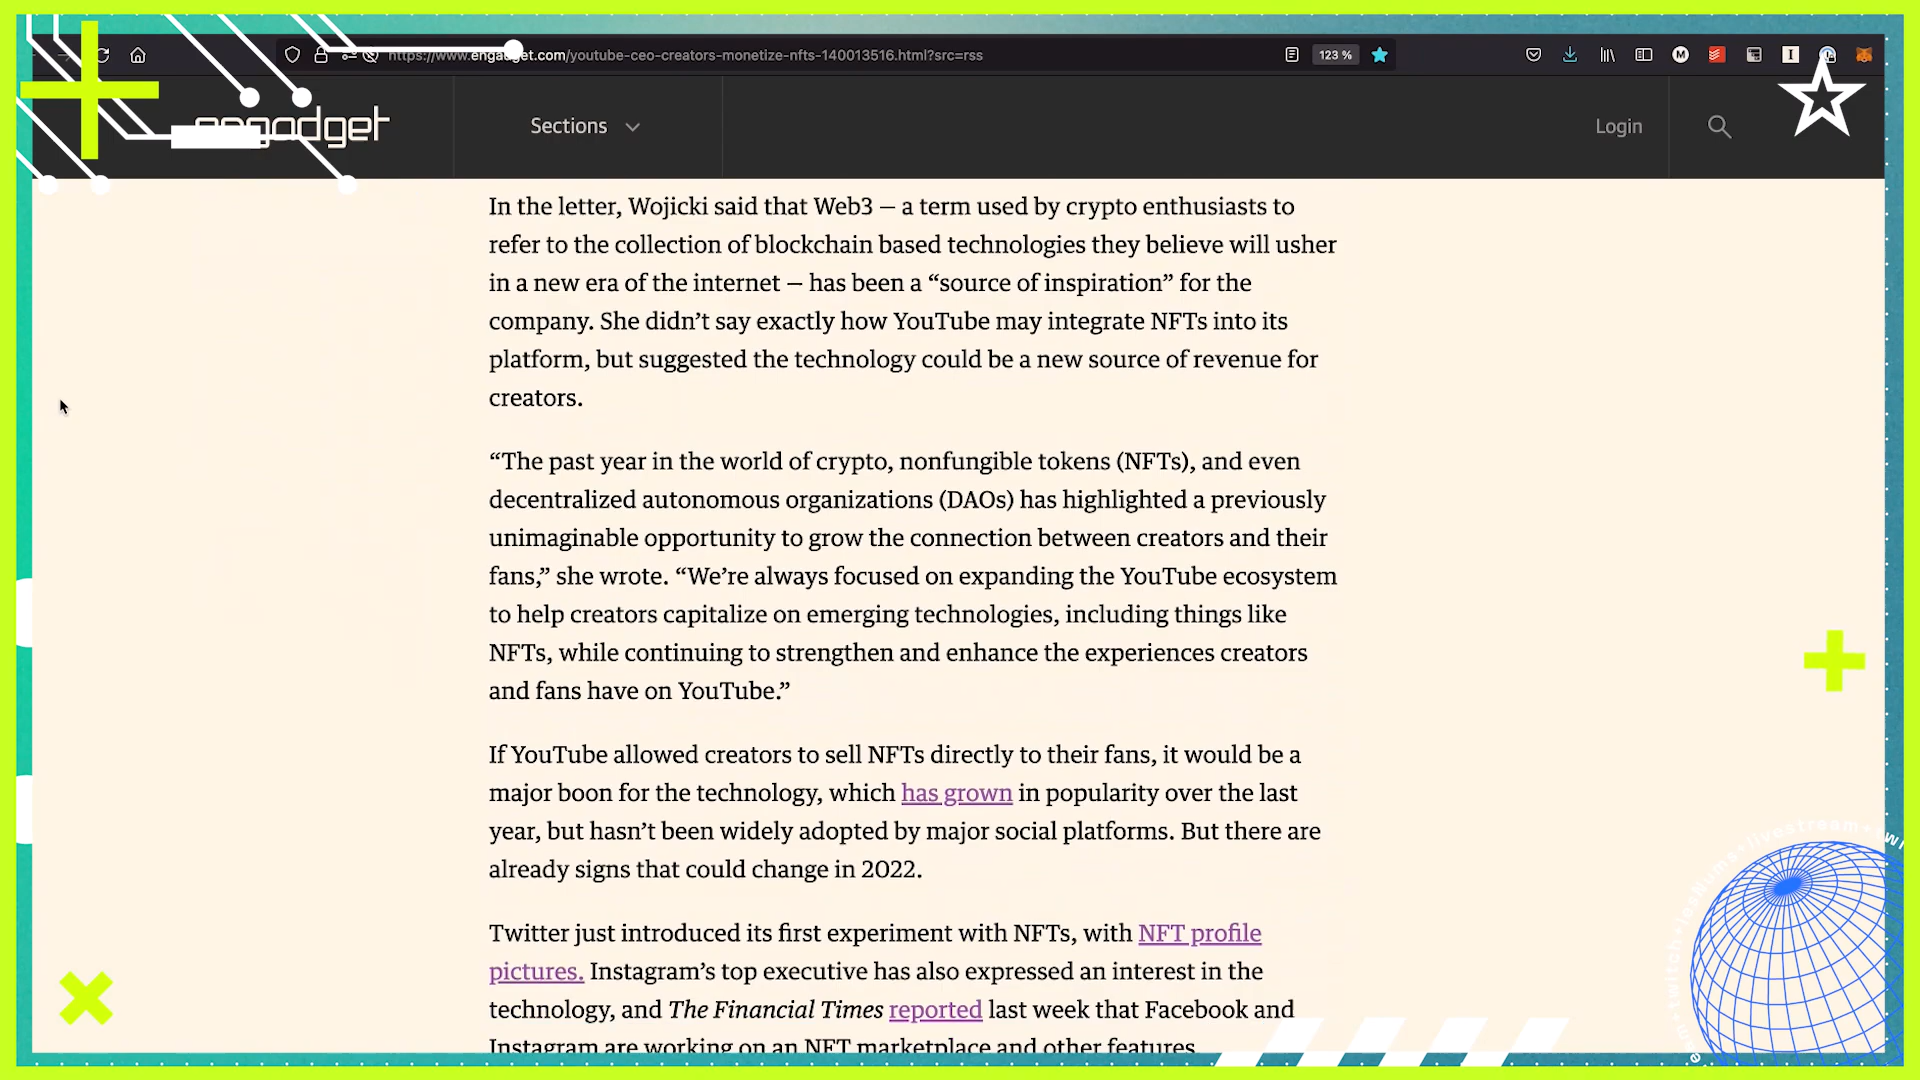 https://www.engadget.com/youtube-ceo-creators-monetize-nfts-140013516.html?src=rss
123 %
M
I
engadget
Sections
Login
In the letter, Wojicki said that Web3 — a term used by crypto enthusiasts to
refer to the collection of blockchain based technologies they believe will usher
in a new era of the internet — has been a “source of inspiration” for the
company. She didn’t say exactly how YouTube may integrate NFTs into its
platform, but suggested the technology could be a new source of revenue for
creators.
“The past year in the world of crypto, nonfungible tokens (NFTs), and even
decentralized autonomous organizations (DAOs) has highlighted a previously
unimaginable opportunity to grow the connection between creators and their
fans,” she wrote. “We’re always focused on expanding the YouTube ecosystem
to help creators capitalize on emerging technologies, including things like
NFTs, while continuing to strengthen and enhance the experiences creators
and fans have on YouTube.”
If YouTube allowed creators to sell NFTs directly to their fans, it would be a
major boon for the technology, which has grown in popularity over the last
year, but hasn’t been widely adopted by major social platforms. But there are
already signs that could change in 2022.
Twitter just introduced its first experiment with NFTs, with NFT profile
pictures. Instagram’s top executive has also expressed an interest in the
technology, and The Financial Times reported last week that Facebook and
Instagram are working on an NFT marketplace and other features